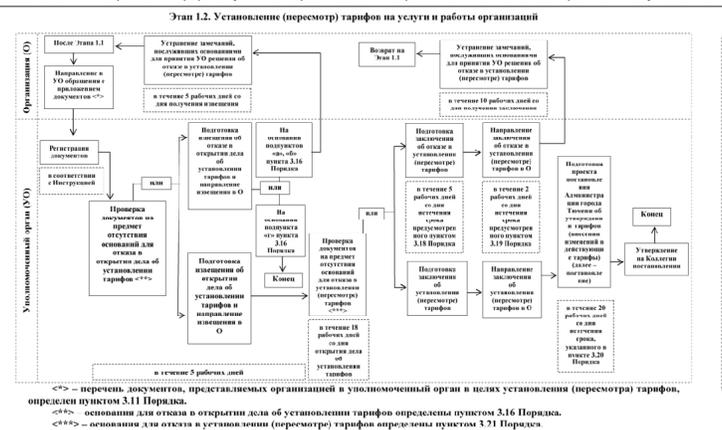 Этап 1.2. Установление (пересмотр) тарифов на услуги и работы организаций
Организация (О)
После Этапа 1.1
Направление в
УО обращения с
приложением
документов <*>
Устранение замечаний,
послуживших основаниями
для принятия УО решения об
отказе в установлении
(пересмотре) тарифов
в течение 5 рабочих дней со
дня получения извещения
Возврат на
Этап 1.1
Устранение замечаний,
послуживших основаниями
для принятия УО решения об
отказе в установлении
(пересмотре) тарифов
в течение 10 рабочих дней со
дня получения заключения
Уполномоченный орган (УО)
Регистрация
документов
в соответствии
с Инструкцией
Проверка
документов на
предмет
отсутствия
оснований для
отказа в
открытии дела об
установлении
тарифов <**>
или
Подготовка
извещения об
отказе в
открытии дела
об
установлении
тарифов и
направление
извещения в О
На
основании
подпунктов
«а», «б»
пункта 3.16
Порядка
или
На
основании
подпункта
«г» пункта
3.16
Порядка
Конец
Подготовка
извещения об
открытии дела
об установлении
тарифов и
направление
извещения в
О
в течение 5 рабочих дней
Проверка
документов
на предмет
отсутствия
оснований
для отказа в
установлении
(пересмотре)
тарифов
<***>
в течение 18
рабочих дней
со дня
открытия дела
об
установлении
тарифов
или
Подготовка
заключения
об отказе в
установлении
(пересмотре)
тарифов
в течение 5
рабочих дней
со дня
истечения
срока
предусмотрен
ного пунктом
3.18 Порядка
Направление
заключения
об отказе в
установлении
(пересмотре)
тарифов в О
в течение 2
рабочих дней
со дня
истечения
срока
предусмотрен
ного пунктом
3.19 Порядка
Подготовка
заключения
об
установлении
(пересмотре)
тарифов
Направление
заключения
об
установлении
(пересмотре)
тарифов в О
Подготовка
проекта
постановле
ния
Администра
ции города
Тюмени об
утверждени
и тарифов
(внесении
изменений в
действующи
е тарифы)
(далее –
постановле
ние)
в течение 20
рабочих дней
со дня
истечения
срока,
указанного в
пункте 3.20
Порядка
Конец
Утверждение
на Коллегии
постановления
<*> – перечень документов, представляемых организацией в уполномоченный орган в целях установления (пересмотра) тарифов,
определен пунктом 3.11 Порядка.
<**> – основания для отказа в открытии дела об установлении тарифов определены пунктом 3.16 Порядка.
<***> – основания для отказа в установлении (пересмотре) тарифов определены пунктом 3.21 Порядка.